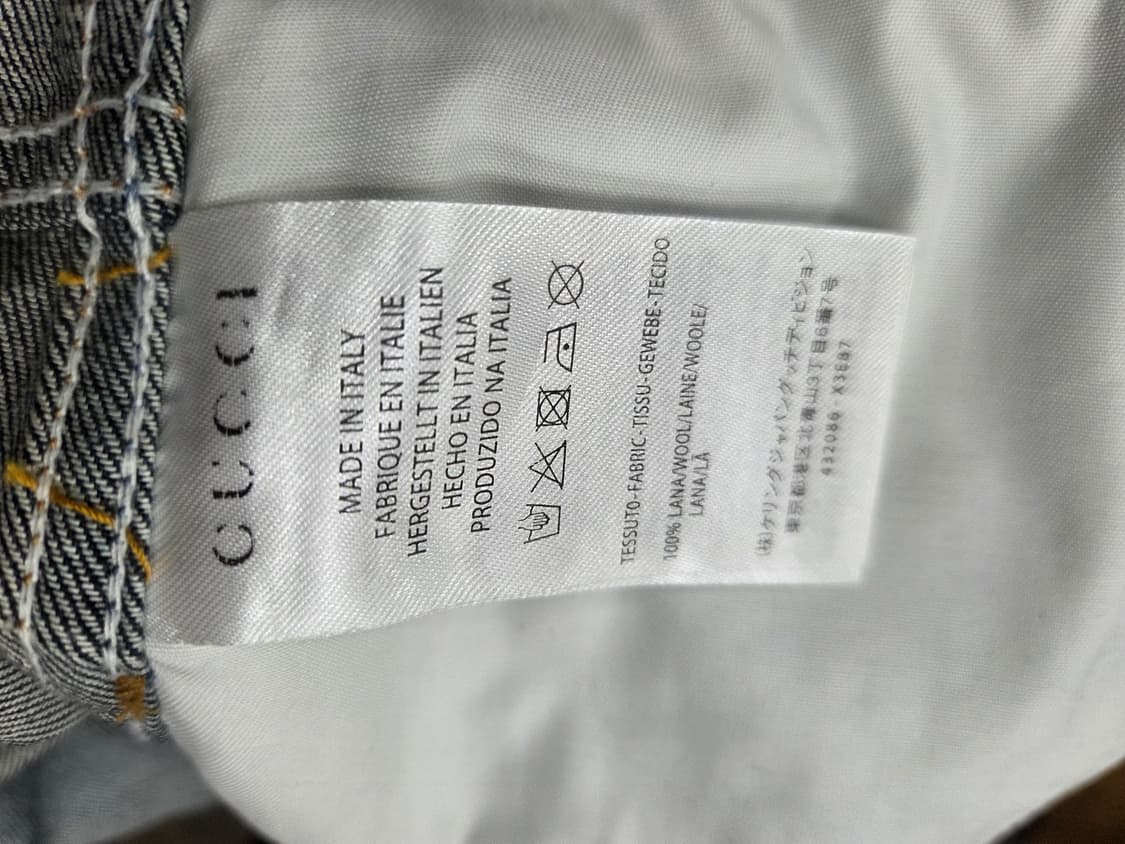 GUCCI
MADE IN ITALY
FABRIQUE EN ITALIE
HERGESTELLT IN ITALIEN
HECHO EN ITALIA
PRODUZIDO NA ITALIA
TESSUTO-FABRIC-TISSU-GEWEBE-TECIDO
100% LANA/WOOL/LAINE/WOOLE/
LANA/LÃ
(株)ケリングジャパングッチディビジョン
東京都港区北青山3丁目6番7号